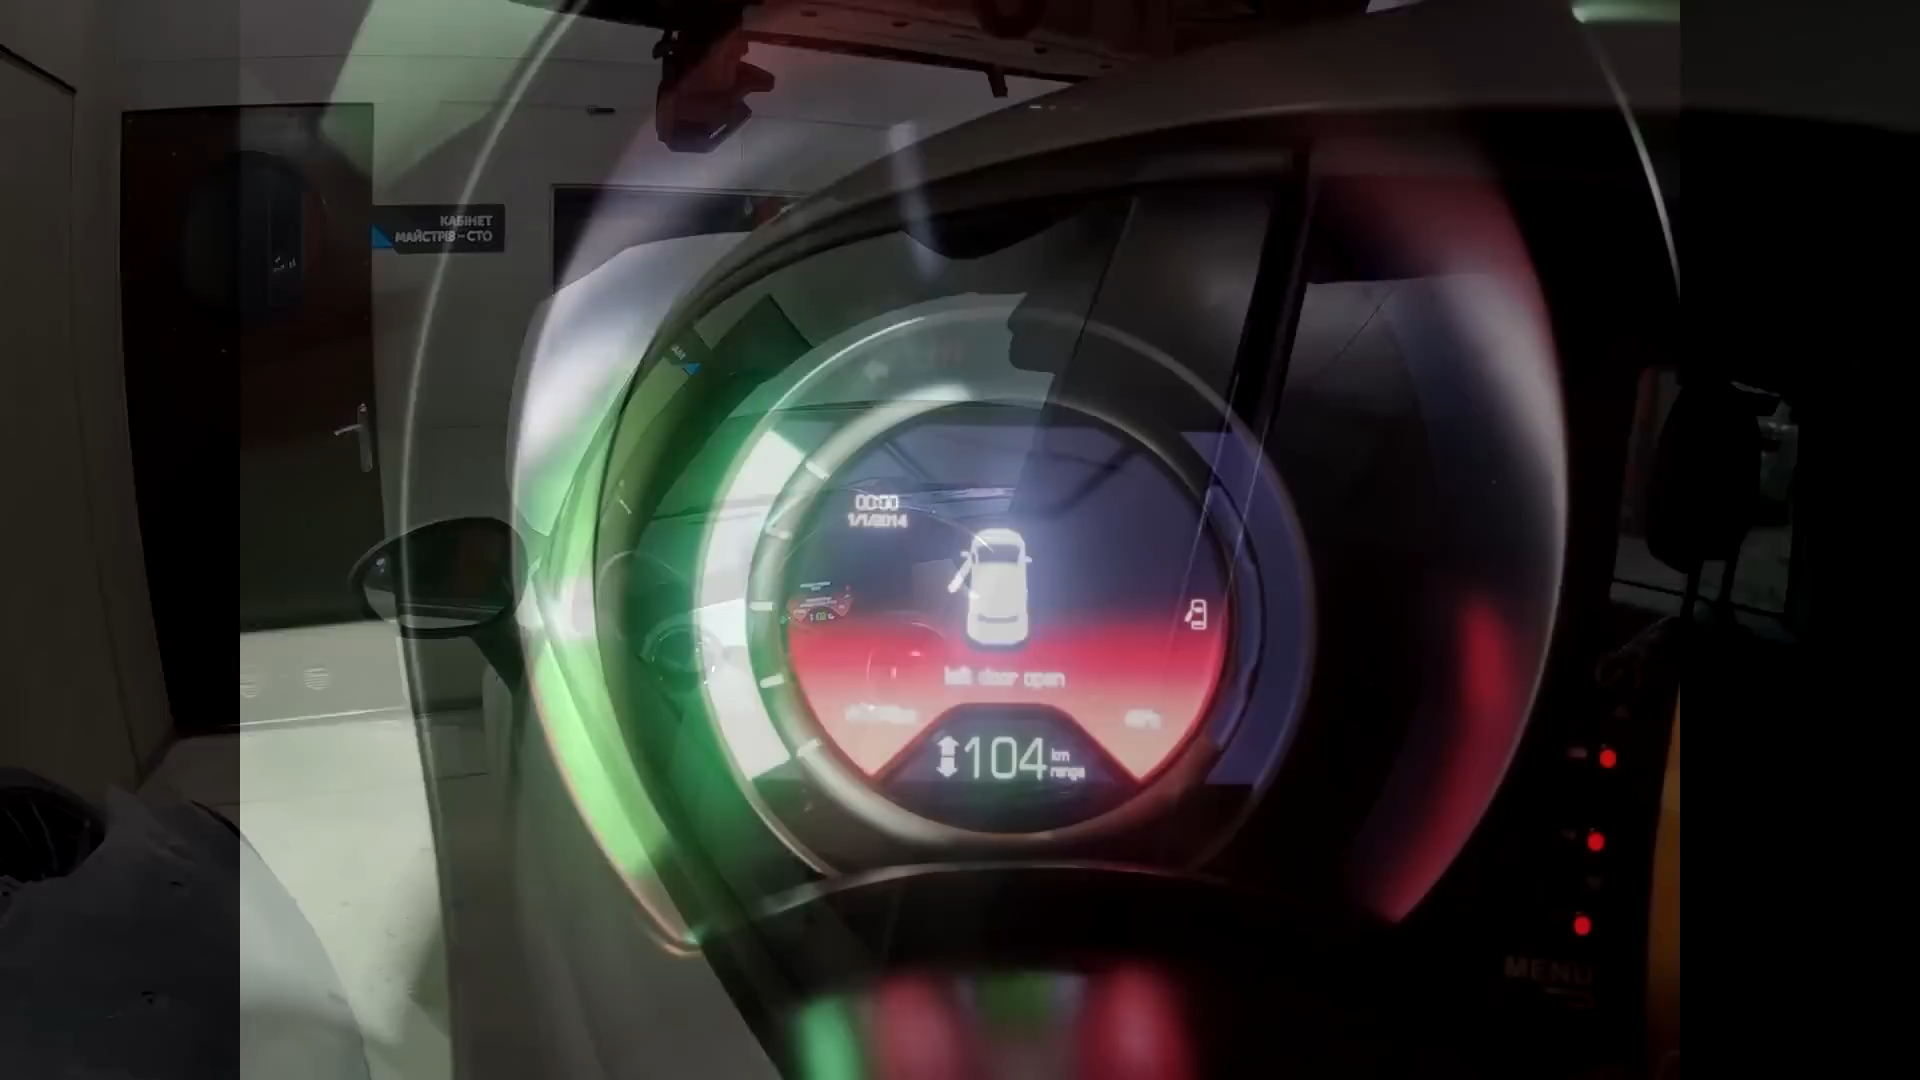 КАБІНЕТ
МАЙСТРІВ - СТО
00:00
1/1/2014
left door open
104 km
range
MENU